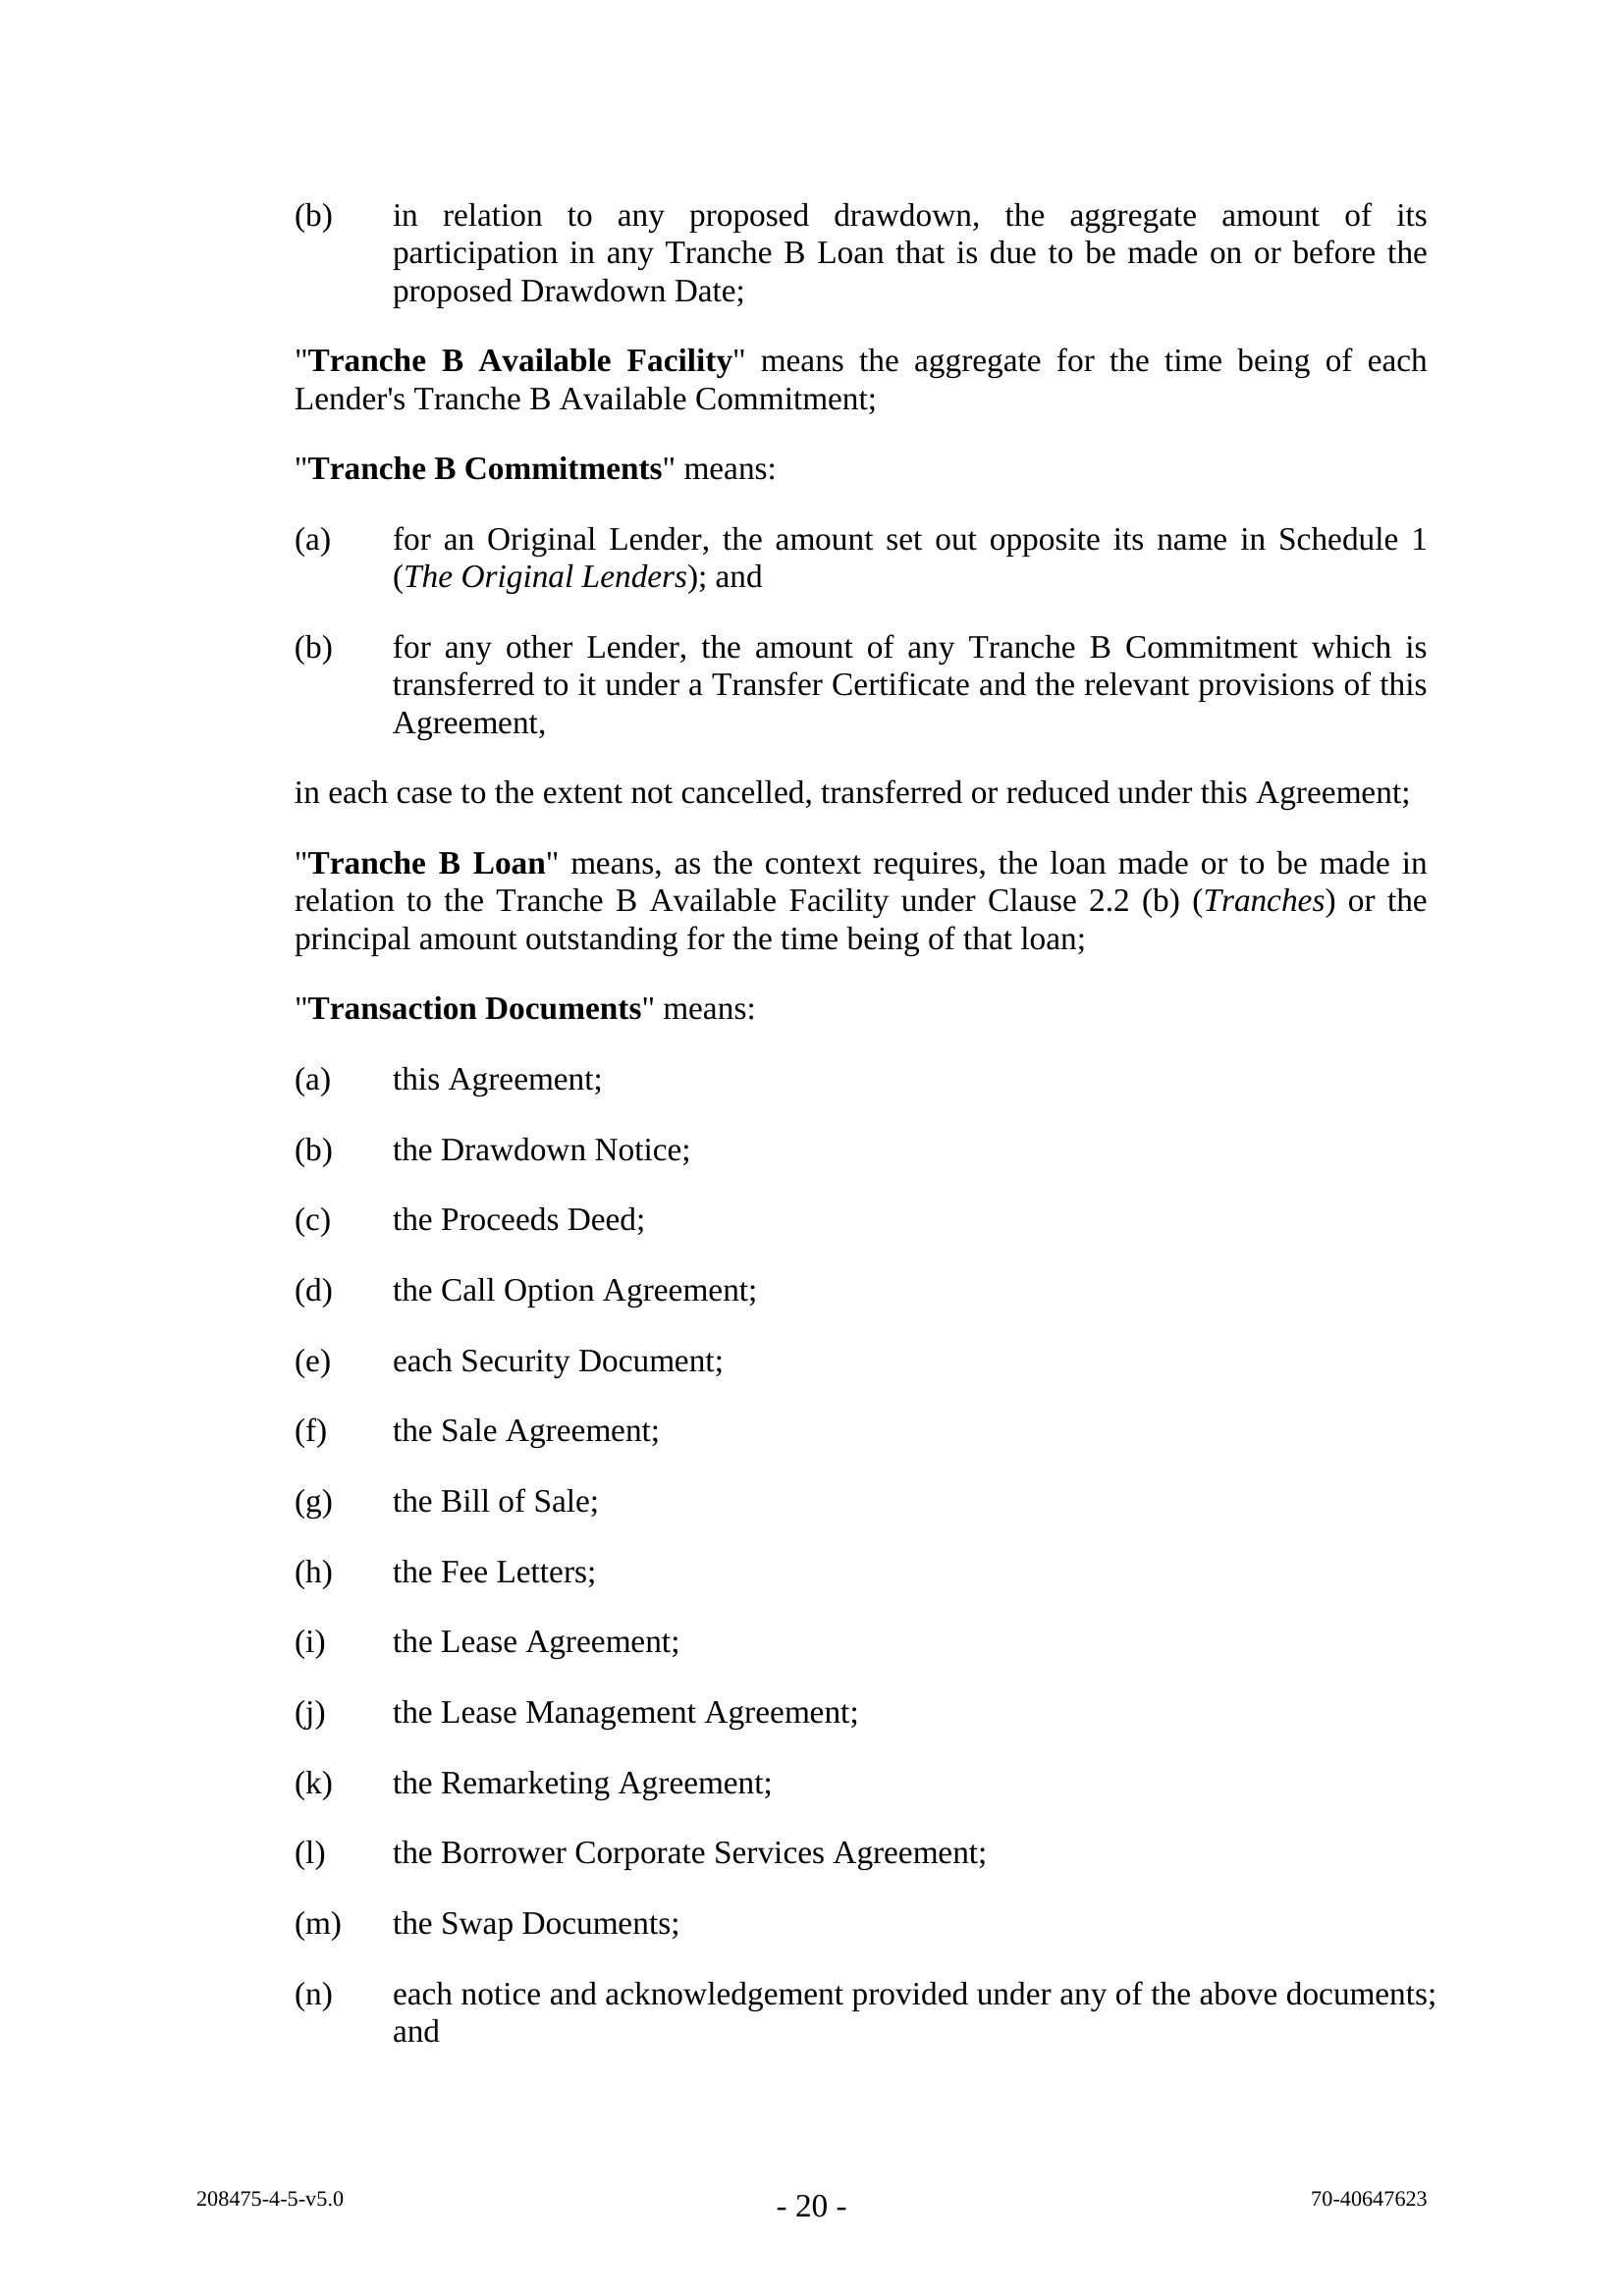 (b) in relation to any proposed drawdown, the aggregate amount of its
participation in any Tranche B Loan that is due to be made on or before the
proposed Drawdown Date;
"Tranche B Available Facility" means the aggregate for the time being of each
Lender's Tranche B Available Commitment;
"Tranche B Commitments" means:
(a) for an Original Lender, the amount set out opposite its name in Schedule 1
(The Original Lenders); and
(b) for any other Lender, the amount of any Tranche B Commitment which is
transferred to it under a Transfer Certificate and the relevant provisions of this
Agreement,
in each case to the extent not cancelled, transferred or reduced under this Agreement;
"Tranche B Loan" means, as the context requires, the loan made or to be made in
relation to the Tranche B Available Facility under Clause 2.2 (b) (Tranches) or the
principal amount outstanding for the time being of that loan;
"Transaction Documents" means:
(a) this Agreement;
(b) the Drawdown Notice;
(c) the Proceeds Deed;
(d) the Call Option Agreement;
(e) each Security Document;
(f) the Sale Agreement;
(g) the Bill of Sale;
(h) the Fee Letters;
(i) the Lease Agreement;
(j) the Lease Management Agreement;
(k) the Remarketing Agreement;
(l) the Borrower Corporate Services Agreement;
(m) the Swap Documents;
(n) each notice and acknowledgement provided under any of the above documents;
and
208475-4-5-v5.0 - 20 - 70-40647623